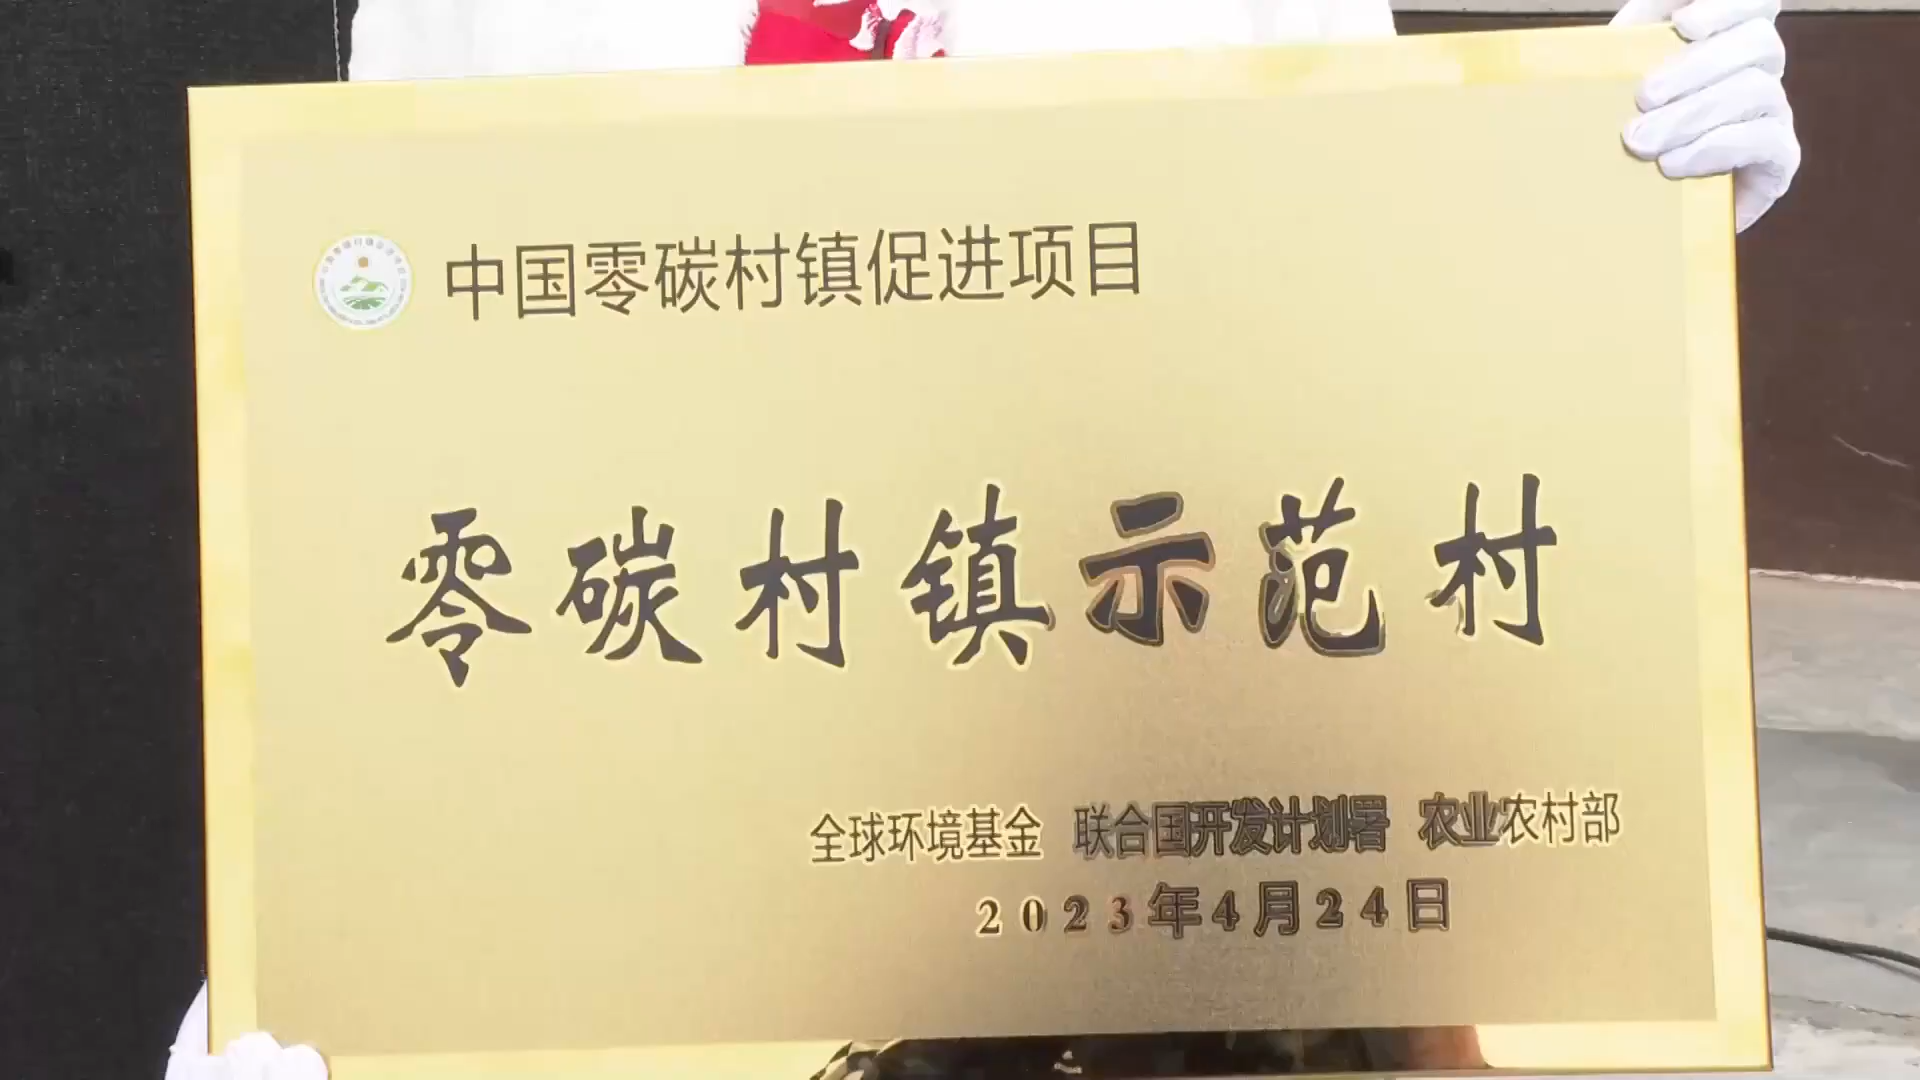 中国零碳村镇促进项目
零碳村镇示范村
全球环境基金 联合国开发计划署 农业农村部
2023年4月24日